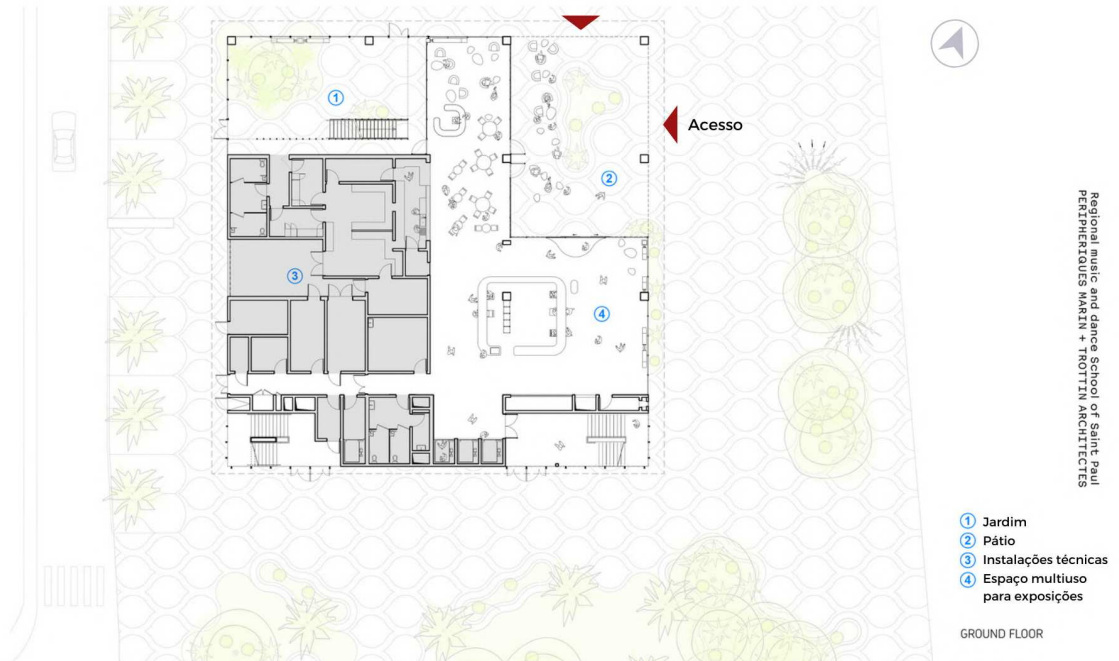 1
Acesso
2
3
4
Regional music and dance School of Saint Paul
PERIPHERIQUES MARIN + TROTTIN ARCHITECTES
1 Jardim
2 Pátio
3 Instalações técnicas
4 Espaço multiuso
para exposições
GROUND FLOOR